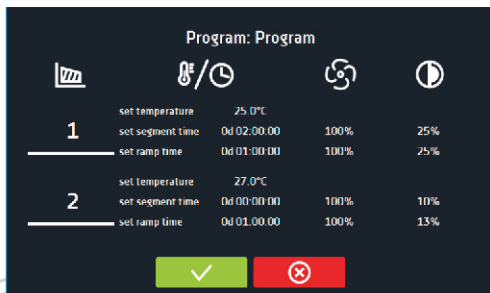 Program: Program
set temperature 25.0°C
1 set segment time 0d 02:00:00 100% 25%
set ramp time 0d 01:00:00 100% 25%
set temperature 27.0°C
2 set segment time 0d 00:00:00 100% 10%
set ramp time 0d 01:00:00 100% 13%